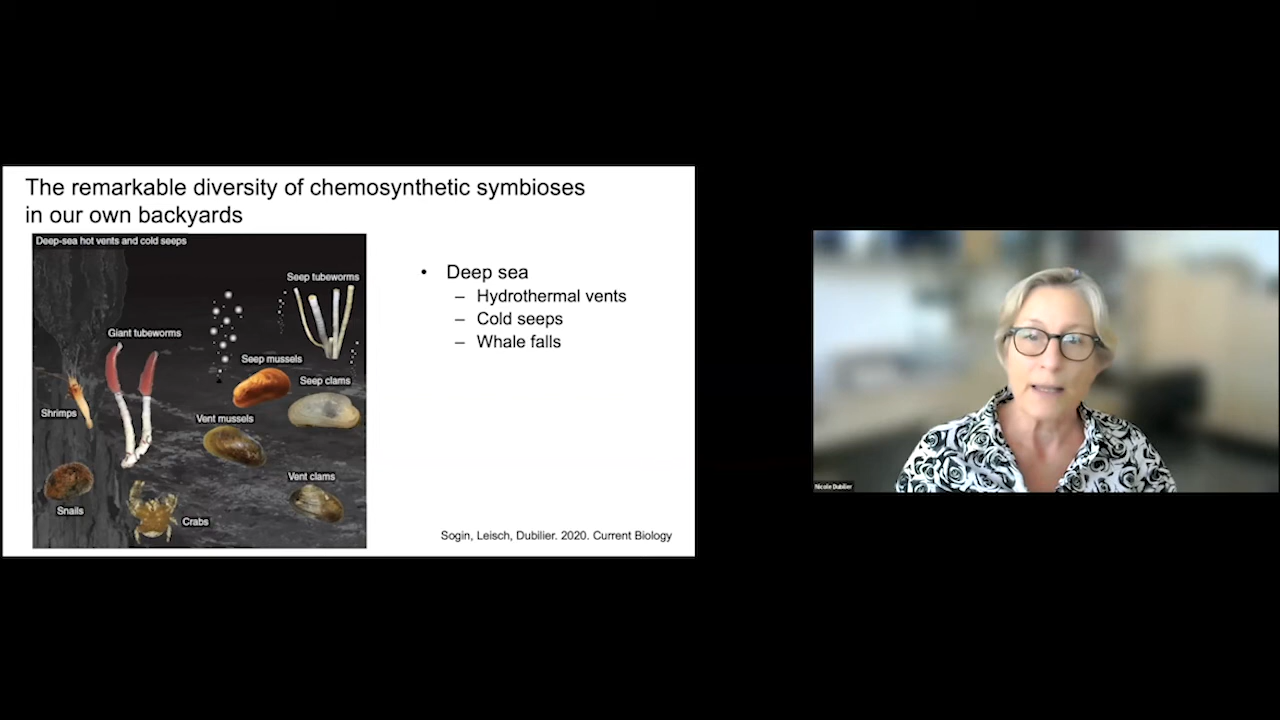 The remarkable diversity of chemosynthetic symbioses
in our own backyards
Deep-sea hot vents and cold seeps
Seep tubeworms
Giant tubeworms
Seep mussels
Seep clams
Shrimps
Vent mussels
Vent clams
Snails
Crabs
• Deep sea
– Hydrothermal vents
– Cold seeps
– Whale falls
Sogin, Leisch, Dubilier. 2020. Current Biology
Nicole Dubilier